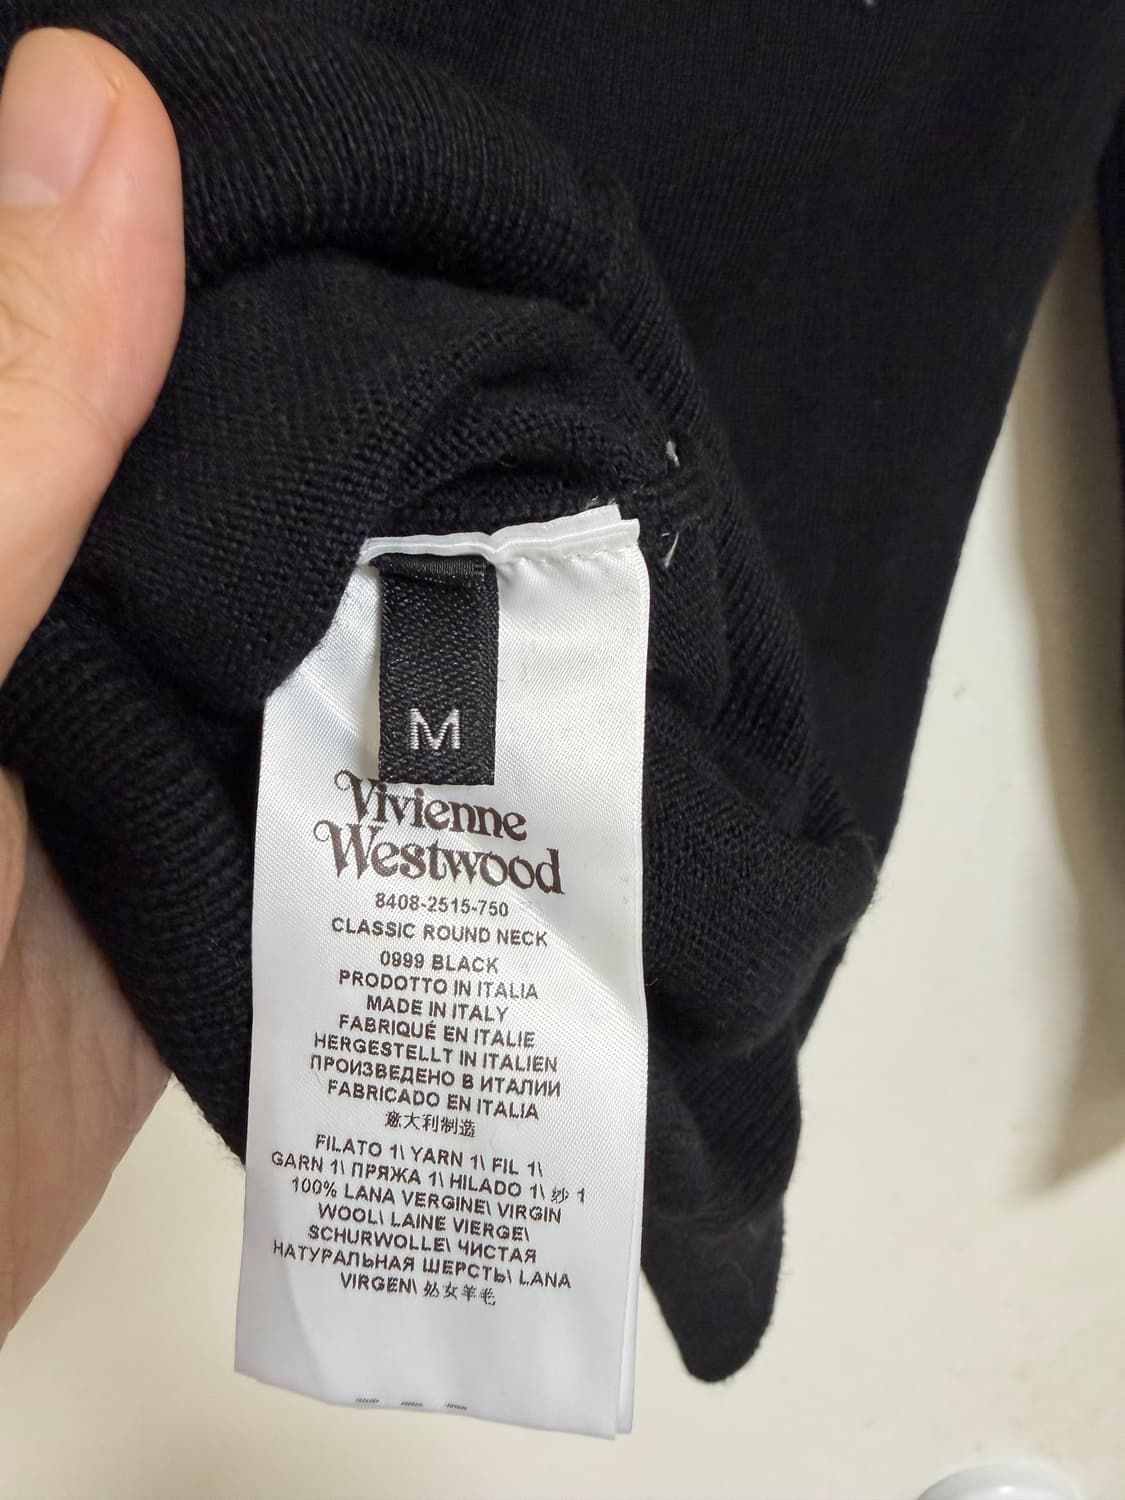 M
Vivienne
Westwood
8408-2515-750
CLASSIC ROUND NECK
0999 BLACK
PRODOTTO IN ITALIA
MADE IN ITALY
FABRIQUÉ EN ITALIE
HERGESTELLT IN ITALIEN
ПРОИЗВЕДЕНО В ИТАЛИИ
FABRICADO EN ITALIA
意大利制造
FILATO 1\ YARN 1\ FIL 1\
GARN 1\ ПРЯЖА 1\ HILADO 1\ 纱 1
100% LANA VERGINE\ VIRGIN
WOOL\ LAINE VIERGE\
SCHURWOLLE\ ЧИСТАЯ
НАТУРАЛЬНАЯ ШЕРСТЬ\ LANA
VIRGEN\ 处女羊毛